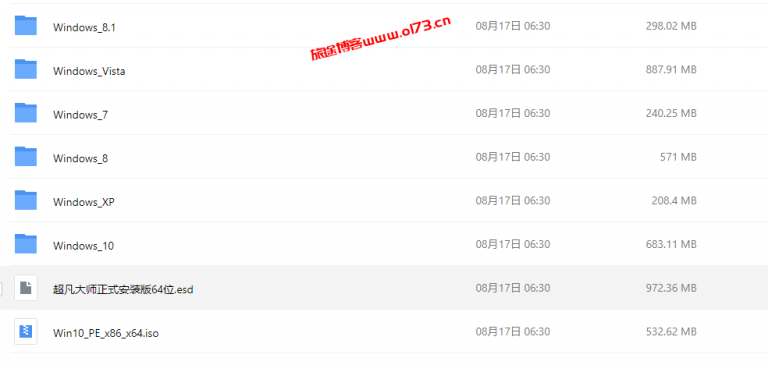 Windows_8.1 08月17日 06:30 298.02 MB
旅途博客www.ol73.cn
Windows_Vista 08月17日 06:30 887.91 MB
Windows_7 08月17日 06:30 240.25 MB
Windows_8 08月17日 06:30 571 MB
Windows_XP 08月17日 06:30 208.4 MB
Windows_10 08月17日 06:30 683.11 MB
超凡大师正式安装版64位.esd 08月17日 06:30 972.36 MB
Win10_PE_x86_x64.iso 08月17日 06:30 532.62 MB